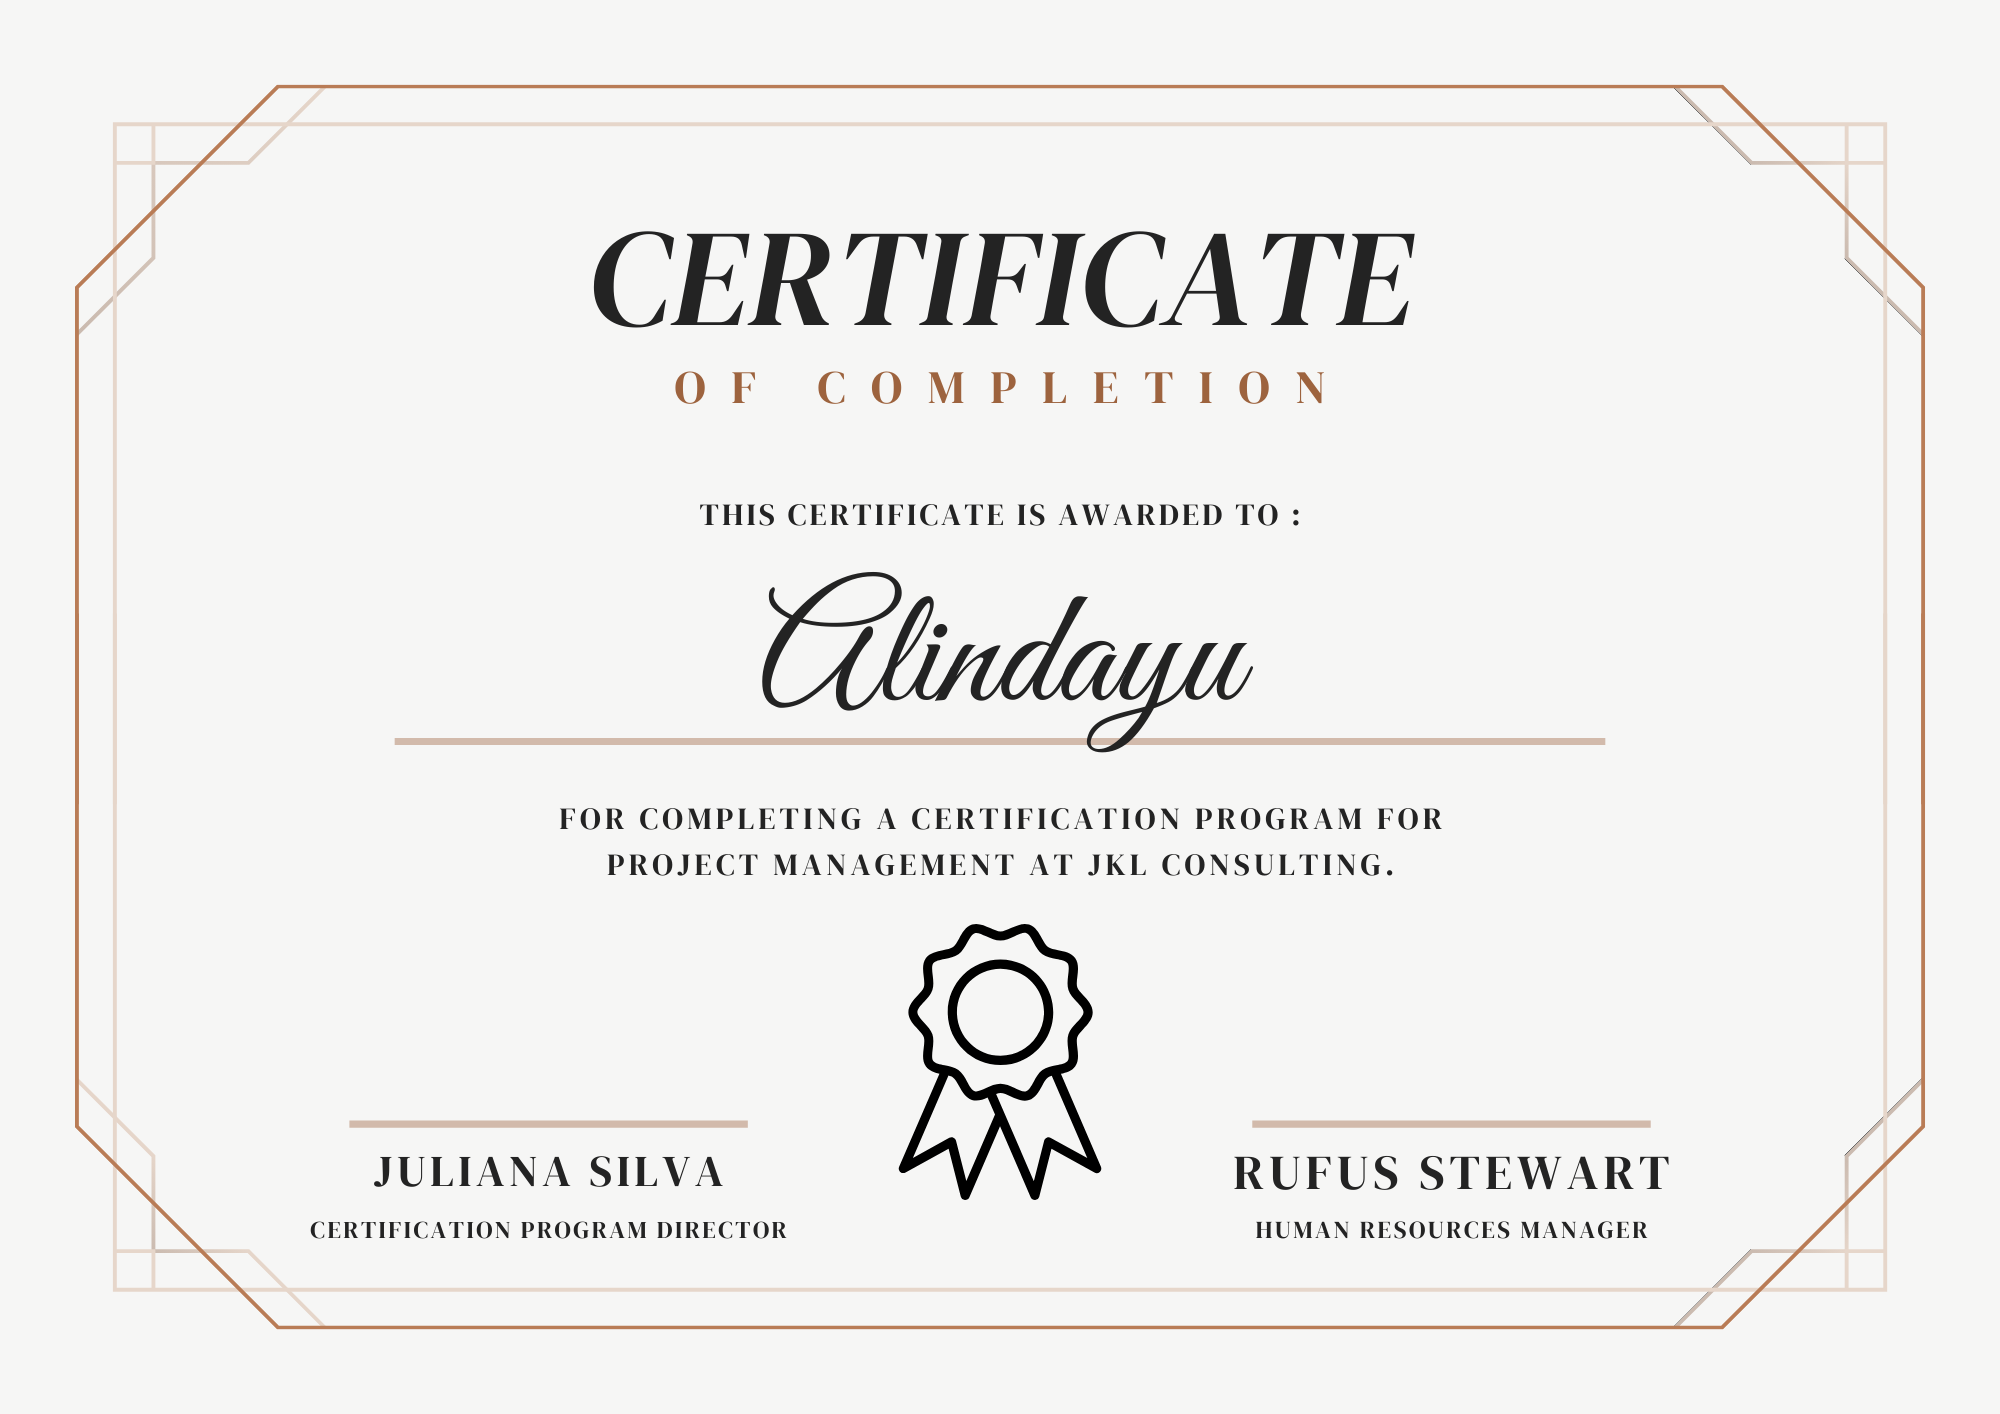 CERTIFICATE
OF COMPLETION
THIS CERTIFICATE IS AWARDED TO :
Alindayu
FOR COMPLETING A CERTIFICATION PROGRAM FOR
PROJECT MANAGEMENT AT JKL CONSULTING.
JULIANA SILVA
CERTIFICATION PROGRAM DIRECTOR
RUFUS STEWART
HUMAN RESOURCES MANAGER